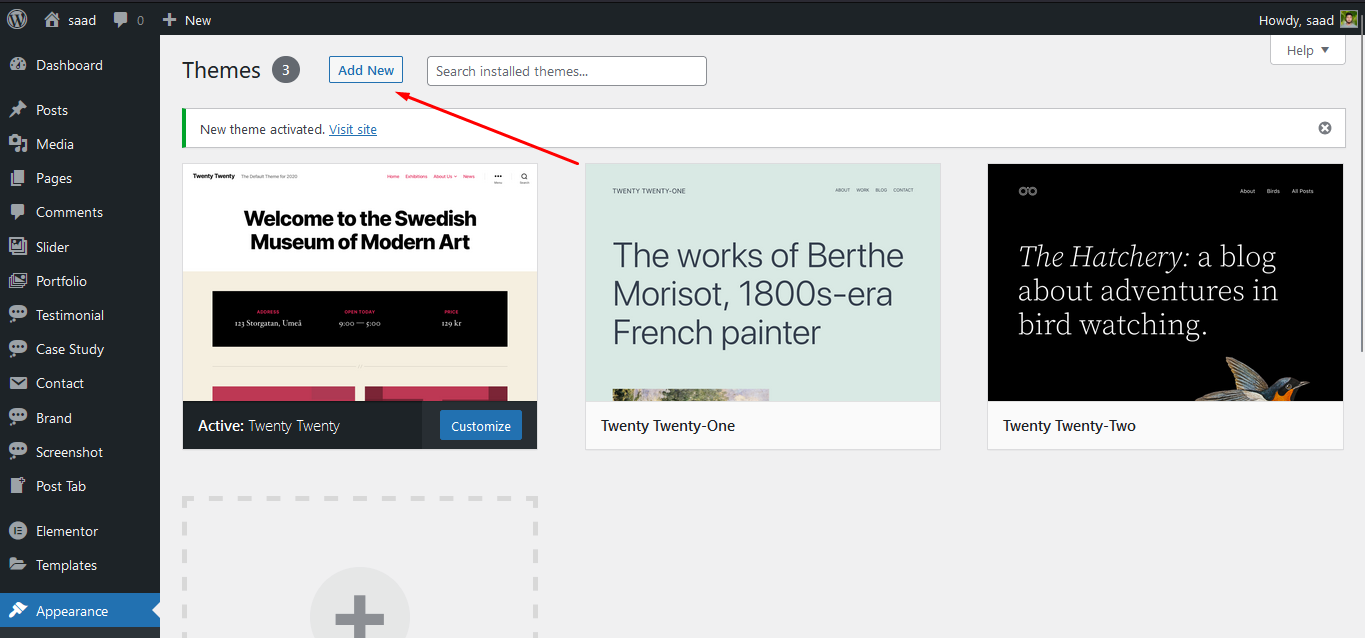 saad
0
New
Howdy, saad
Dashboard
Posts
Media
Pages
Comments
Slider
Portfolio
Testimonial
Case Study
Contact
Brand
Screenshot
Post Tab
Elementor
Templates
Appearance
Help
Themes 3
Add New
Search installed themes...
New theme activated. Visit site
Twenty Twenty The Default Theme for 2020
Home Exhibitions About Us News
Menu
Search
Welcome to the Swedish
Museum of Modern Art
ADDRESS OPEN TODAY PRICE
123 Storgatan, Umeå 9:00 — 5:00 129 kr
Active: Twenty Twenty
Customize
TWENTY TWENTY-ONE
ABOUT WORK BLOG CONTACT
The works of Berthe
Morisot, 1800s-era
French painter
Twenty Twenty-One
About Birds All Posts
The Hatchery: a blog
about adventures in
bird watching.
Twenty Twenty-Two